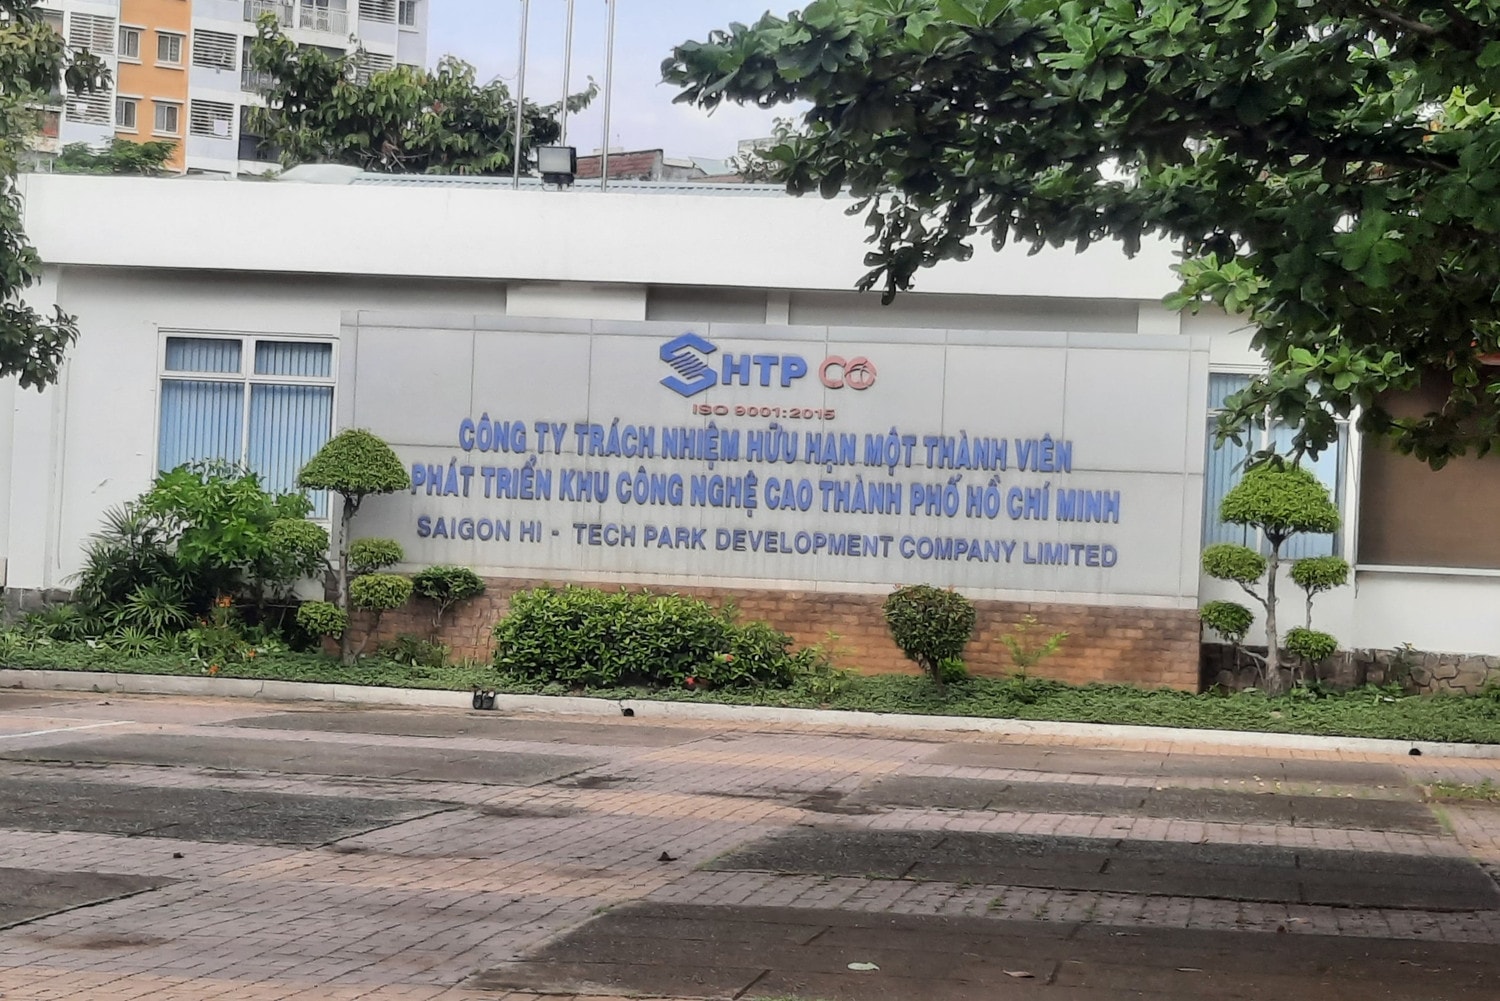 SHTP CO
ISO 9001:2015
CÔNG TY TRÁCH NHIỆM HỮU HẠN MỘT THÀNH VIÊN
PHÁT TRIỂN KHU CÔNG NGHỆ CAO THÀNH PHỐ HỒ CHÍ MINH
SAIGON HI - TECH PARK DEVELOPMENT COMPANY LIMITED